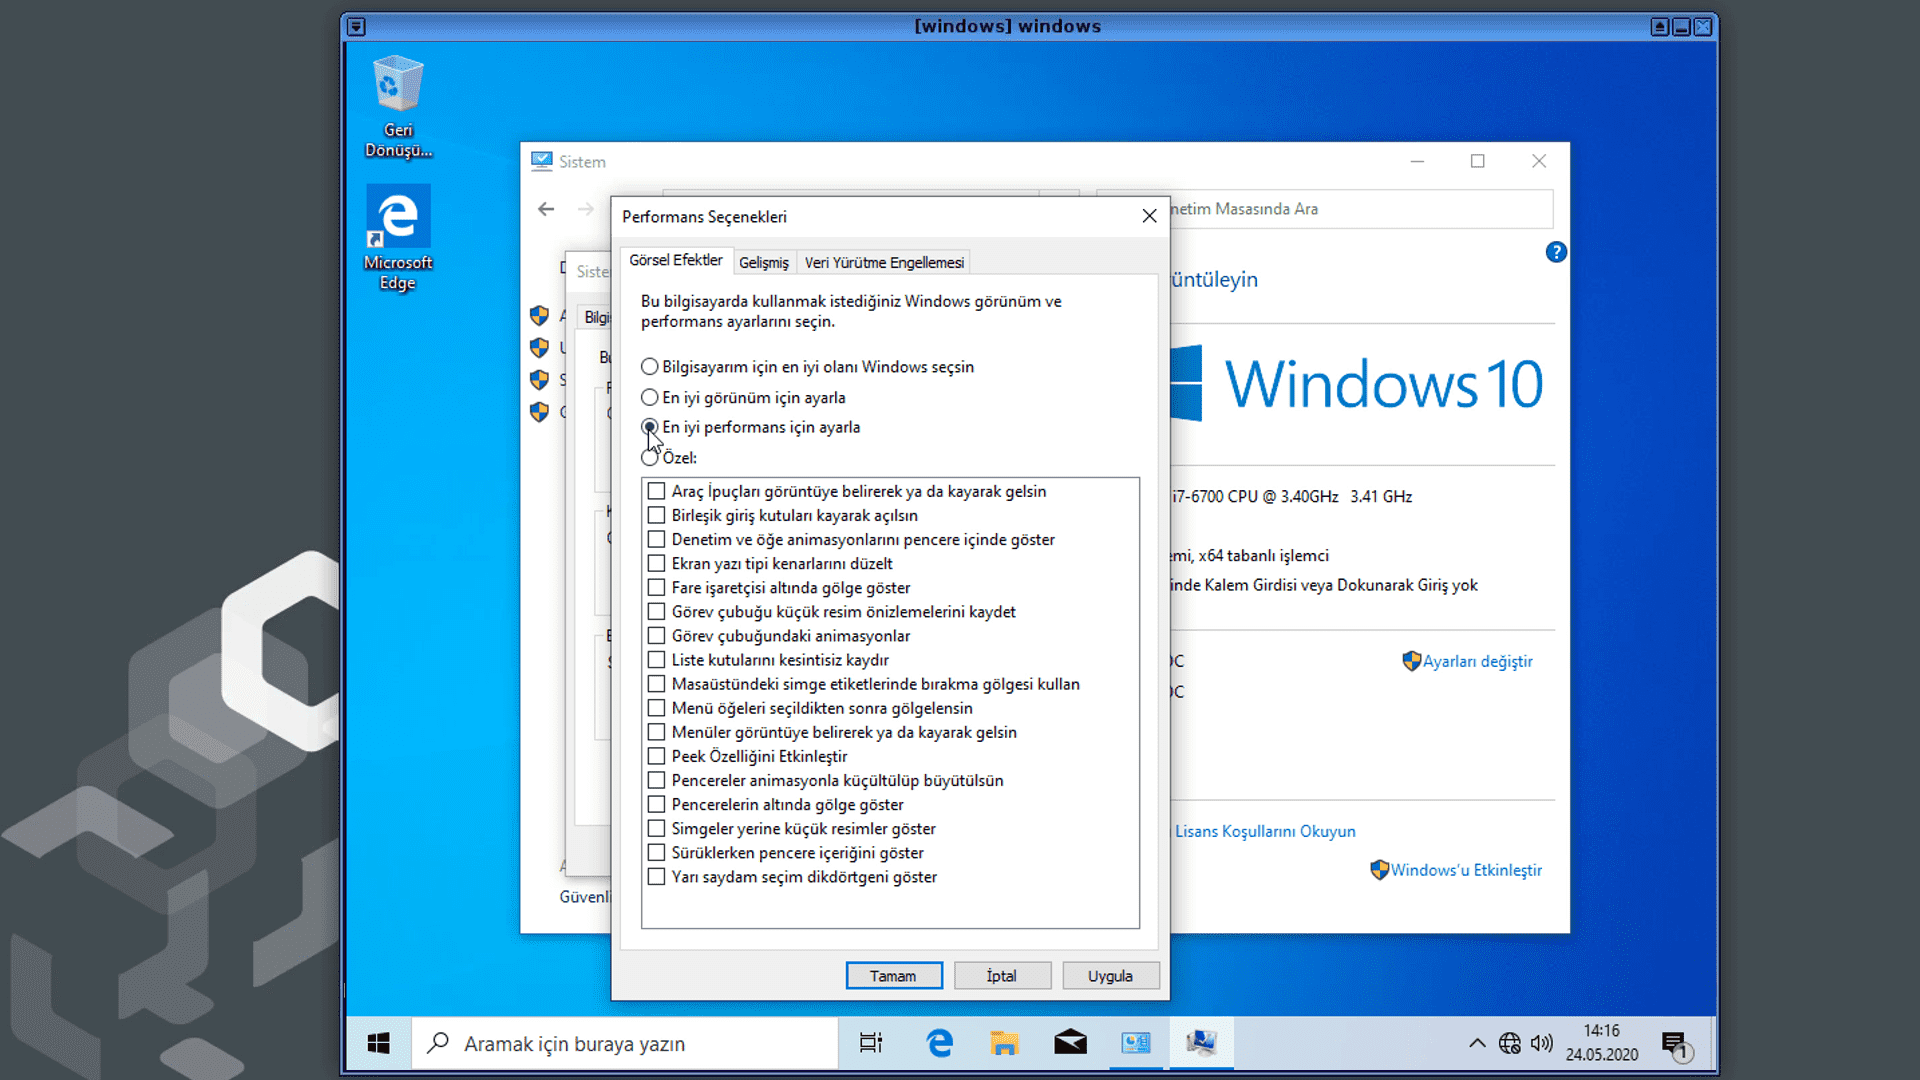 [windows] windows
Geri
Dönüşü...
Microsoft
Edge
Sistem
netim Masasında Ara
Performans Seçenekleri
Görsel Efektler
Gelişmiş
Veri Yürütme Engellemesi
Bu bilgisayarda kullanmak istediğiniz Windows görünüm ve
performans ayarlarını seçin.
Bilgisayarım için en iyi olanı Windows seçsin
En iyi görünüm için ayarla
En iyi performans için ayarla
Özel:
Araç İpuçları görüntüye belirerek ya da kayarak gelsin
Birleşik giriş kutuları kayarak açılsın
Denetim ve öğe animasyonlarını pencere içinde göster
Ekran yazı tipi kenarlarını düzelt
Fare işaretçisi altında gölge göster
Görev çubuğu küçük resim önizlemelerini kaydet
Görev çubuğundaki animasyonlar
Liste kutularını kesintisiz kaydır
Masaüstündeki simge etiketlerinde bırakma gölgesi kullan
Menü öğeleri seçildikten sonra gölgelensin
Menüler görüntüye belirerek ya da kayarak gelsin
Peek Özelliğini Etkinleştir
Pencereler animasyonla küçültülüp büyütülsün
Pencerelerin altında gölge göster
Simgeler yerine küçük resimler göster
Sürüklerken pencere içeriğini göster
Yarı saydam seçim dikdörtgeni göster
Tamam
İptal
Uygula
Siste
Bilgi
Güvenli
üntüleyin
Windows 10
i7-6700 CPU @ 3.40GHz 3.41 GHz
emi, x64 tabanlı işlemci
inde Kalem Girdisi veya Dokunarak Giriş yok
Ayarları değiştir
Lisans Koşullarını Okuyun
Windows'u Etkinleştir
Aramak için buraya yazın
14:16
24.05.2020
1